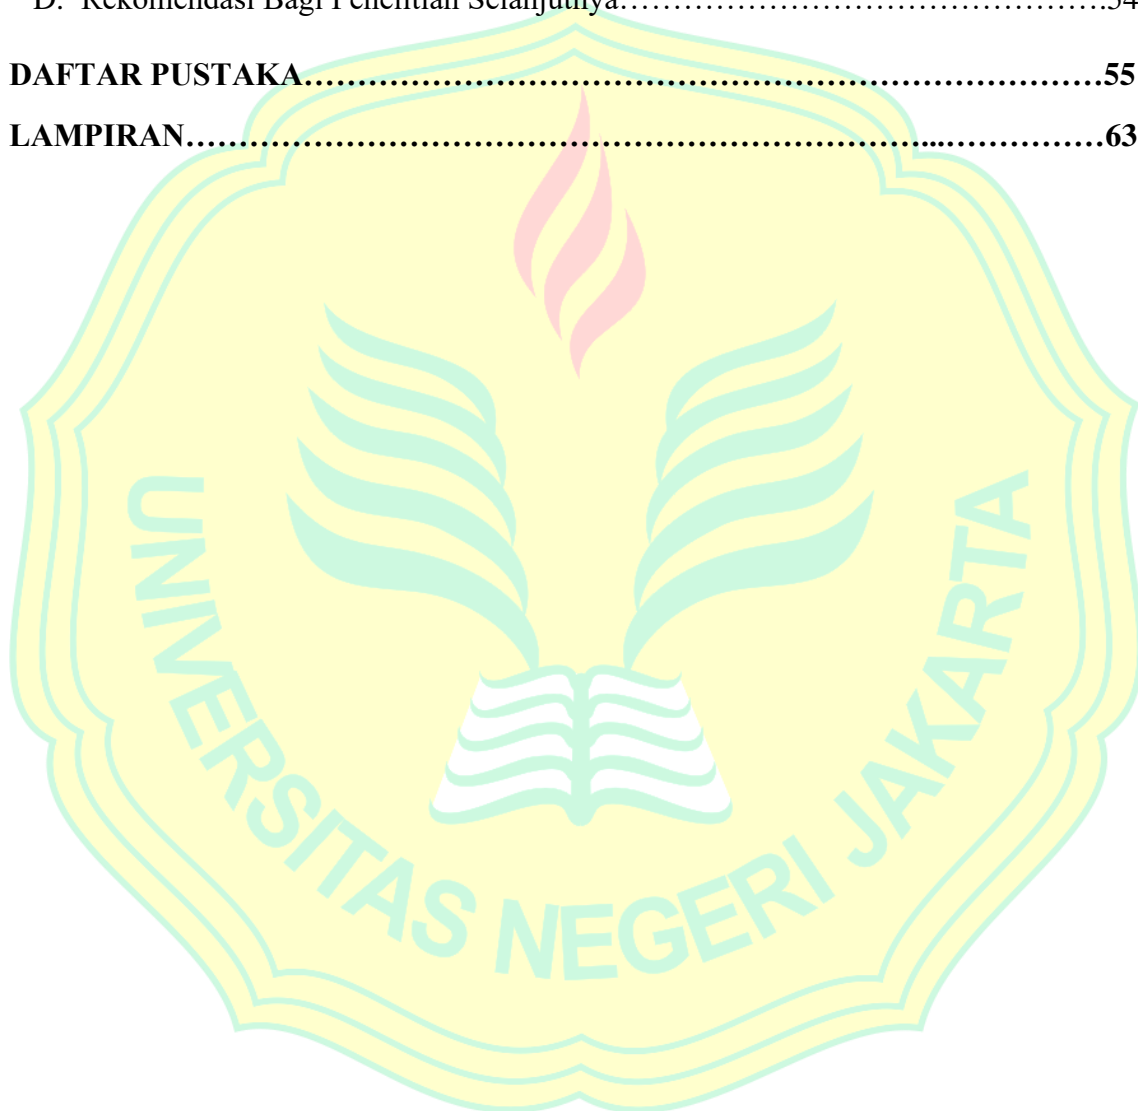 D. Rekomendasi Bagi Penelitian Selanjutnya…………………………………….54
DAFTAR PUSTAKA…………………………………………………………………55
LAMPIRAN…………………………………………………………....……………63
UNIVERSITAS NEGERI JAKARTA